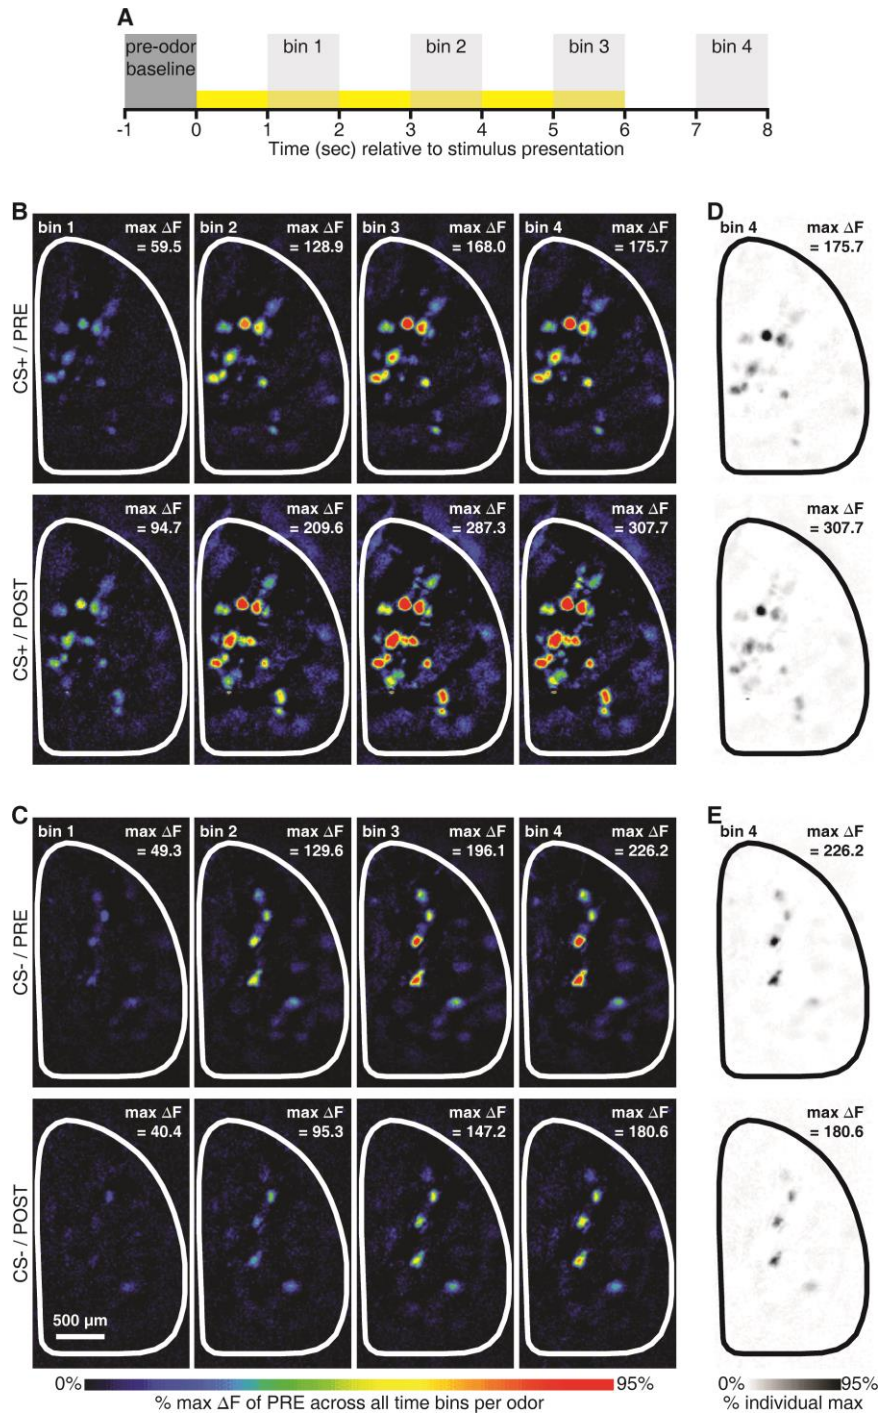 A
pre-odor baseline
bin 1
bin 2
bin 3
bin 4
-1 0 1 2 3 4 5 6 7 8
Time (sec) relative to stimulus presentation
B
CS+ / PRE
bin 1
max ΔF
= 59.5
bin 2
max ΔF
= 128.9
bin 3
max ΔF
= 168.0
bin 4
max ΔF
= 175.7
D
bin 4
max ΔF
= 175.7
CS+ / POST
max ΔF
= 94.7
max ΔF
= 209.6
max ΔF
= 287.3
max ΔF
= 307.7
max ΔF
= 307.7
C
CS- / PRE
bin 1
max ΔF
= 49.3
bin 2
max ΔF
= 129.6
bin 3
max ΔF
= 196.1
bin 4
max ΔF
= 226.2
E
bin 4
max ΔF
= 226.2
CS- / POST
max ΔF
= 40.4
max ΔF
= 95.3
max ΔF
= 147.2
max ΔF
= 180.6
max ΔF
= 180.6
500 µm
0% 95%
% max ΔF of PRE across all time bins per odor
0% 95%
% individual max